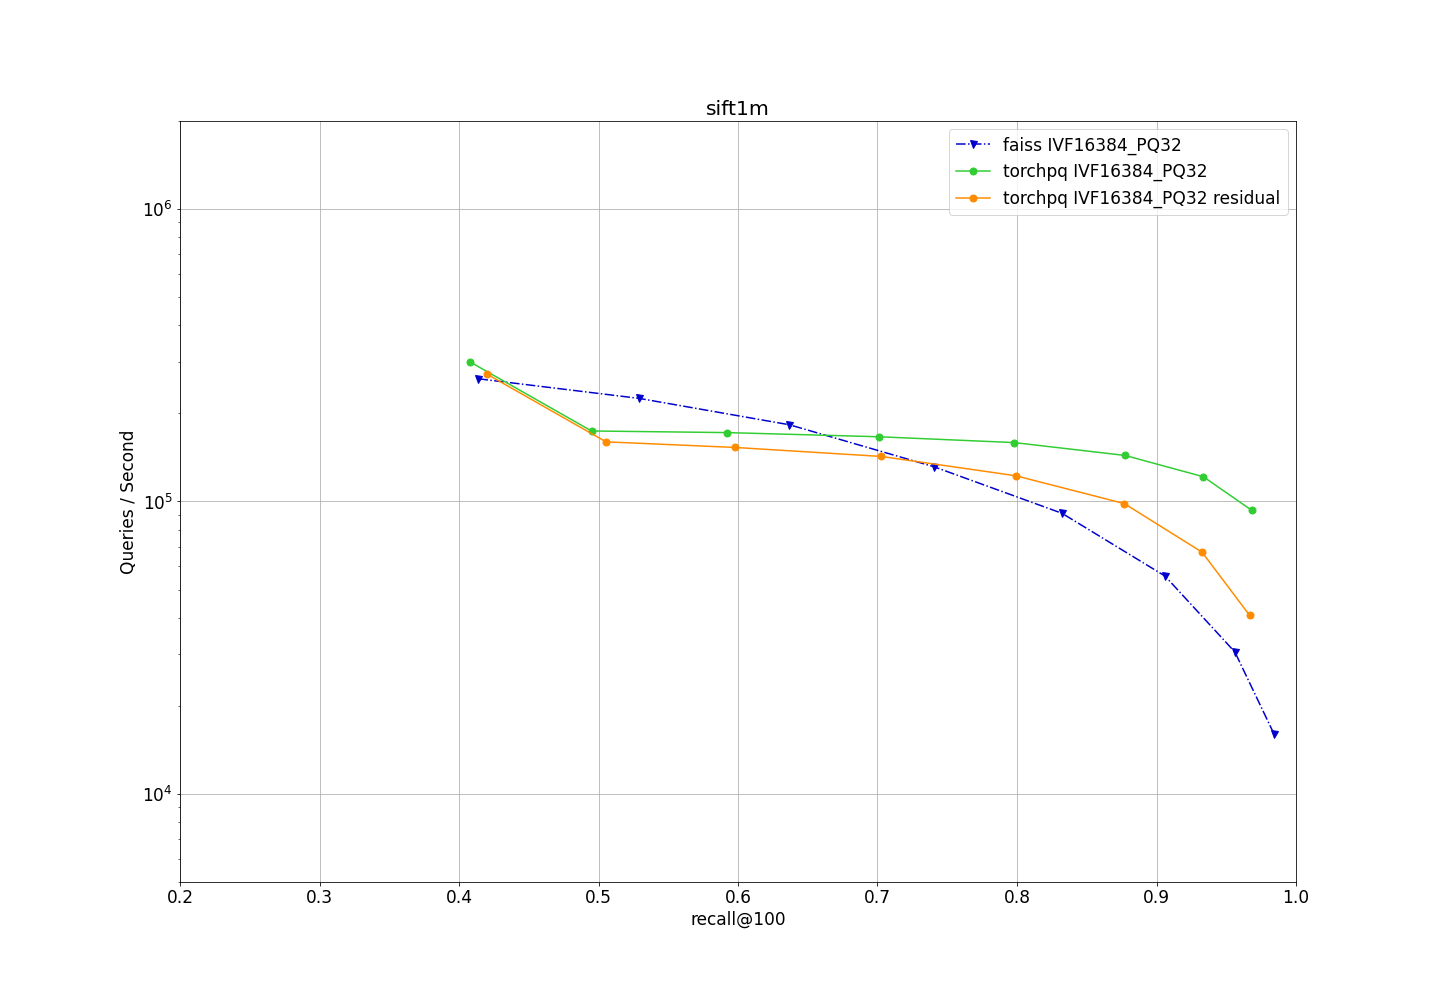 sift1m
faiss IVF16384_PQ32
torchpq IVF16384_PQ32
torchpq IVF16384_PQ32 residual
Queries / Second
10^6
10^5
10^4
0.2 0.3 0.4 0.5 0.6 0.7 0.8 0.9 1.0
recall@100